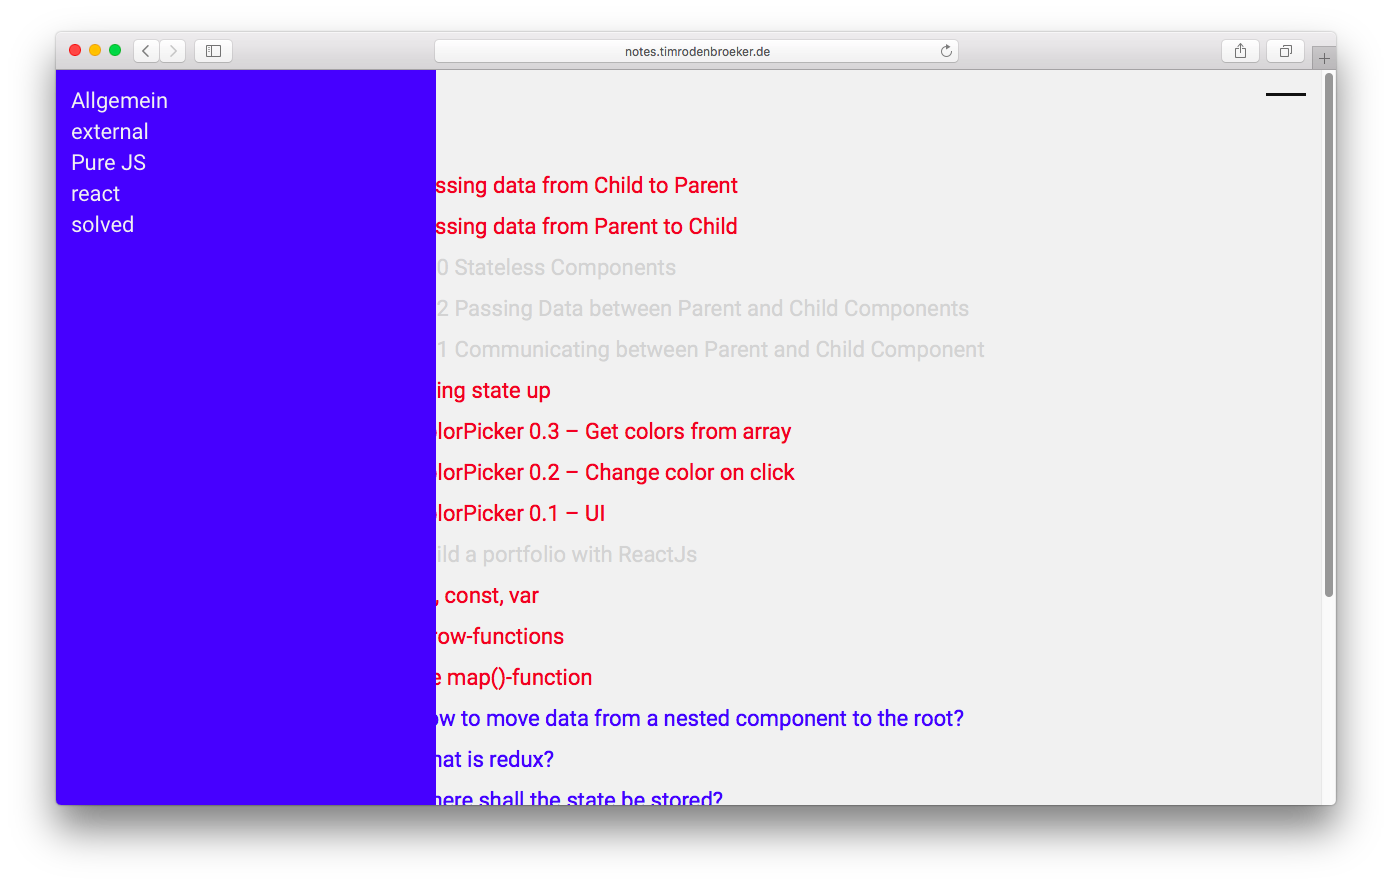 notes.timrodenbroeker.de
Allgemein
external
Pure JS
react
solved
ssing data from Child to Parent
ssing data from Parent to Child
0 Stateless Components
2 Passing Data between Parent and Child Components
1 Communicating between Parent and Child Component
ing state up
lorPicker 0.3 – Get colors from array
lorPicker 0.2 – Change color on click
lorPicker 0.1 – UI
ild a portfolio with ReactJs
, const, var
row-functions
e map()-function
ow to move data from a nested component to the root?
hat is redux?
here shall the state be stored?